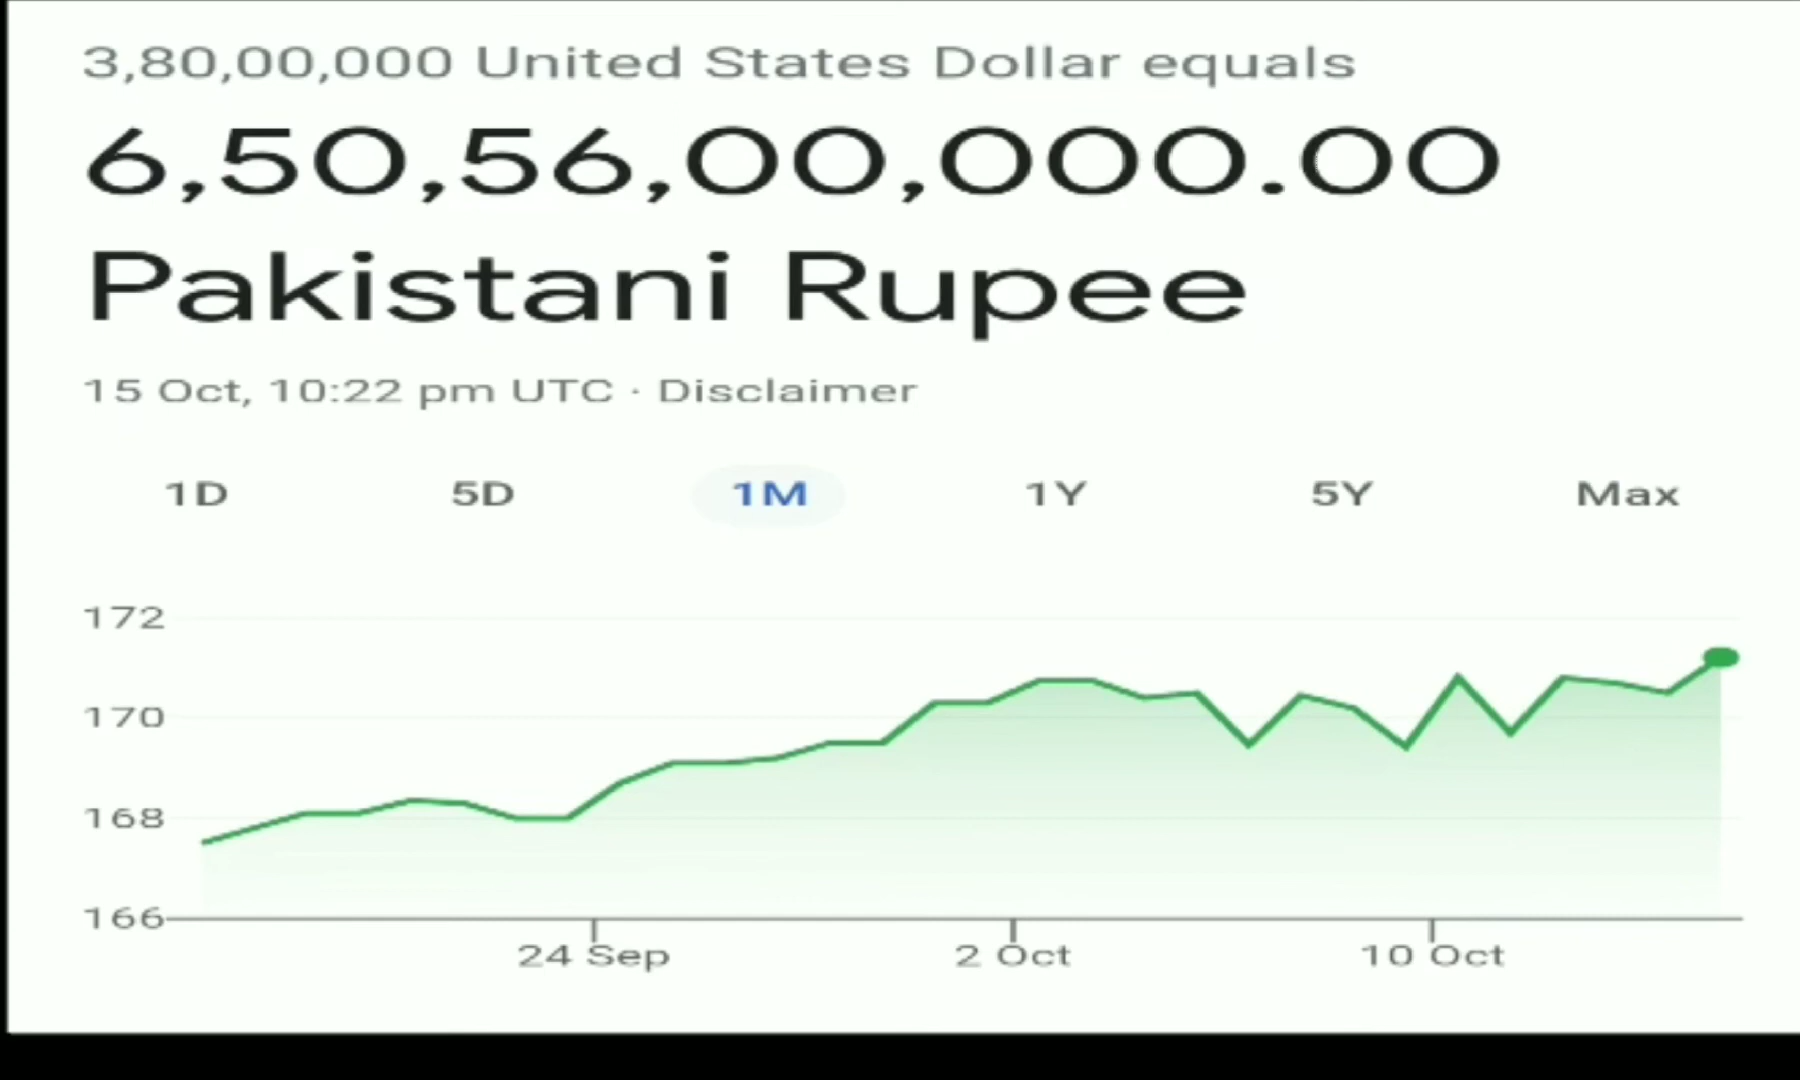 3,80,00,000 United States Dollar equals
6,50,56,00,000.00
Pakistani Rupee
15 Oct, 10:22 pm UTC · Disclaimer
1D 5D 1M 1Y 5Y Max
172
170
168
166
24 Sep 2 Oct 10 Oct